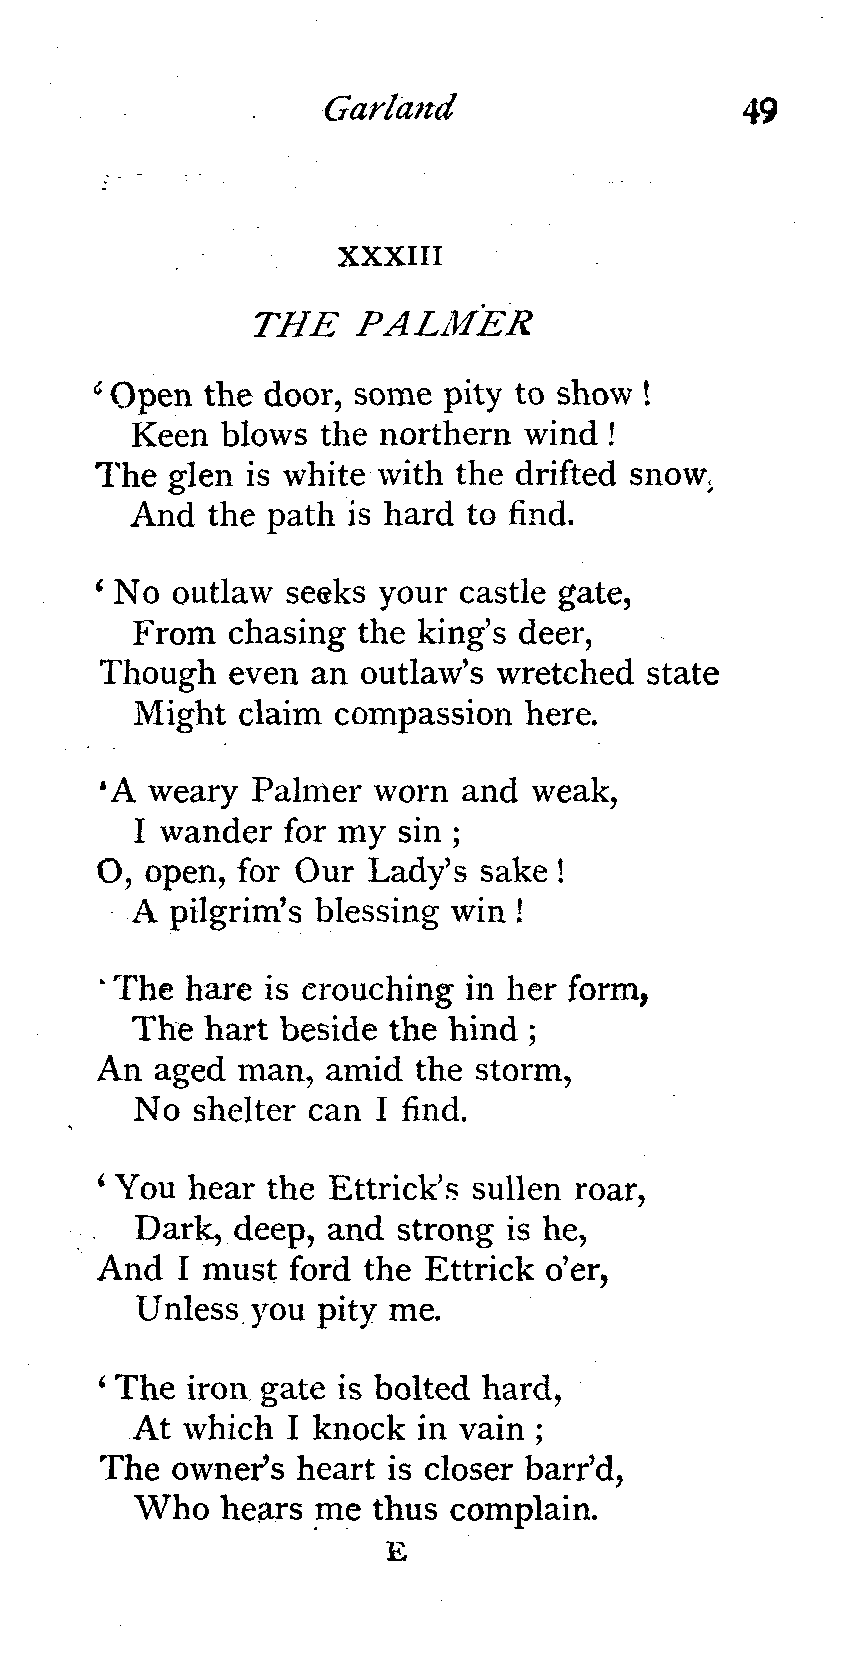 Garland 49
XXXIII
THE PALMER
‘Open the door, some pity to show !
Keen blows the northern wind !
The glen is white with the drifted snow,
And the path is hard to find.
‘No outlaw seeks your castle gate,
From chasing the king's deer,
Though even an outlaw's wretched state
Might claim compassion here.
‘A weary Palmer worn and weak,
I wander for my sin ;
O, open, for Our Lady's sake !
A pilgrim's blessing win !
‘The hare is crouching in her form,
The hart beside the hind ;
An aged man, amid the storm,
No shelter can I find.
‘You hear the Ettrick's sullen roar,
Dark, deep, and strong is he,
And I must ford the Ettrick o'er,
Unless you pity me.
‘The iron gate is bolted hard,
At which I knock in vain ;
The owner's heart is closer barr'd,
Who hears me thus complain.
E